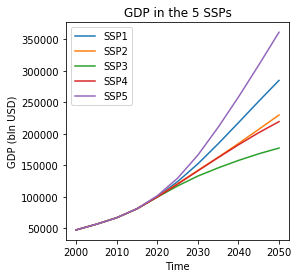 GDP in the 5 SSPs
350000
300000
250000
200000
150000
100000
50000
GDP (bln USD)
SSP1
SSP2
SSP3
SSP4
SSP5
2000 2010 2020 2030 2040 2050
Time